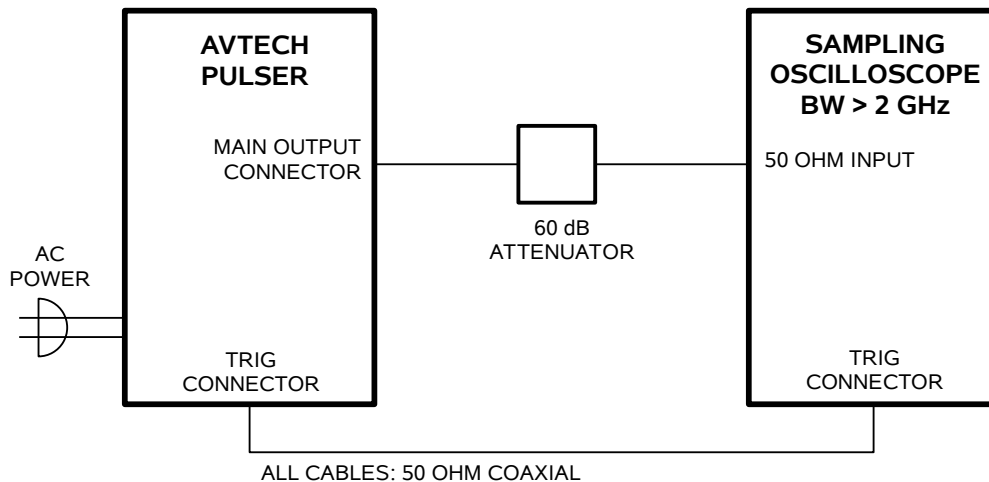 AVTECH
PULSER
MAIN OUTPUT
CONNECTOR
AC
POWER
TRIG
CONNECTOR
60 dB
ATTENUATOR
SAMPLING
OSCILLOSCOPE
BW > 2 GHz
50 OHM INPUT
TRIG
CONNECTOR
ALL CABLES: 50 OHM COAXIAL